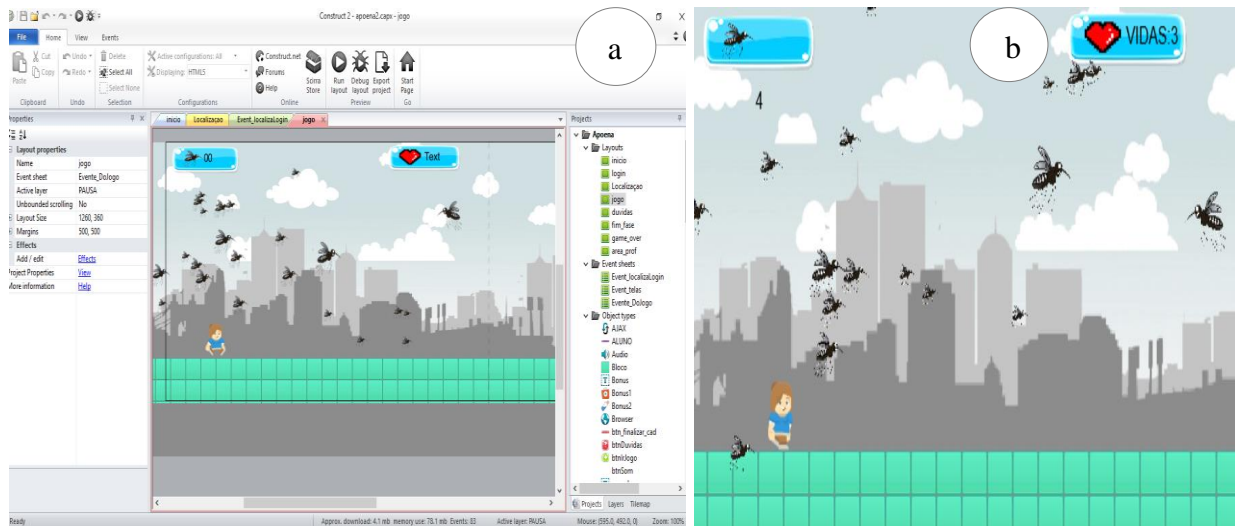 Construct 2 - apoena2.capx - jogo
a
File Home View Events
Paste
Cut
Copy
Undo
Redo
Delete
Select All
Select None
Active configurations: All
Displaying: HTML5
Construct.net
Forums
Help
Scirra Store
Run layout
Debug layout
Export project
Start Page
Clipboard Undo Selection Configurations Online Preview Go
Properties
Layout properties
Name jogo
Event sheet Evente_DoJogo
Active layer PAUSA
Unbounded scrolling No
Layout Size 1260, 360
Margins 500, 500
Effects
Add / edit Effects
Project Properties View
More information Help
inicio Localizaçao Event_localizaLogin jogo
00
Text
Projects
Apoena
Layouts
inicio
login
Localizaçao
jogo
duvidas
fim_fase
game_over
area_prof
Event sheets
Event_localizaLogin
Event_telas
Evente_DoJogo
Object types
AJAX
ALUNO
Audio
Bloco
Bonus
Bonus1
Bonus2
Browser
btn_finalizar_cad
btnDuvidas
btnIrJogo
btnSom
Projects Layers Tilemap
Ready
Approx. download: 4.1 mb memory use: 78.1 mb Events: 83 Active layer: PAUSA Mouse: (595.0, 492.0, 0) Zoom: 100%
b
VIDAS:3
4